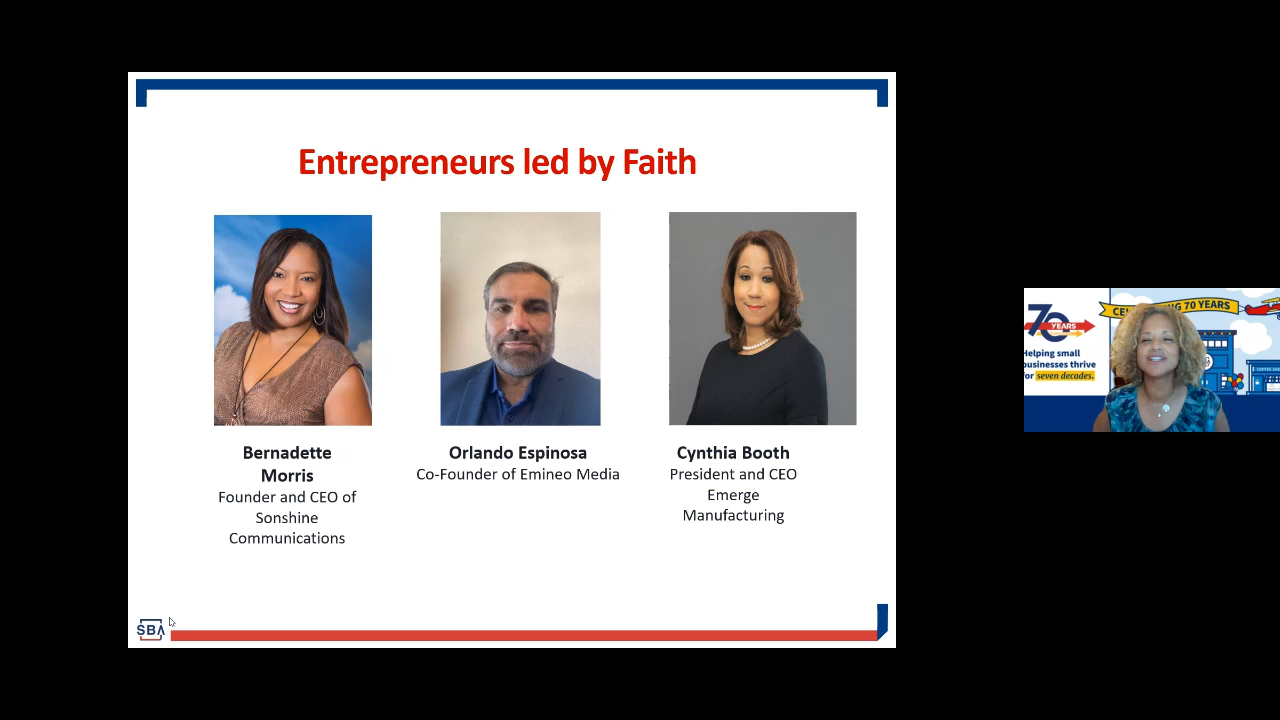 Entrepreneurs led by Faith
Bernadette
Morris
Founder and CEO of
Sonshine
Communications
Orlando Espinosa
Co-Founder of Emineo Media
Cynthia Booth
President and CEO
Emerge
Manufacturing
SBA
70
YEARS
Helping small
businesses thrive
for seven decades.
70 YEARS